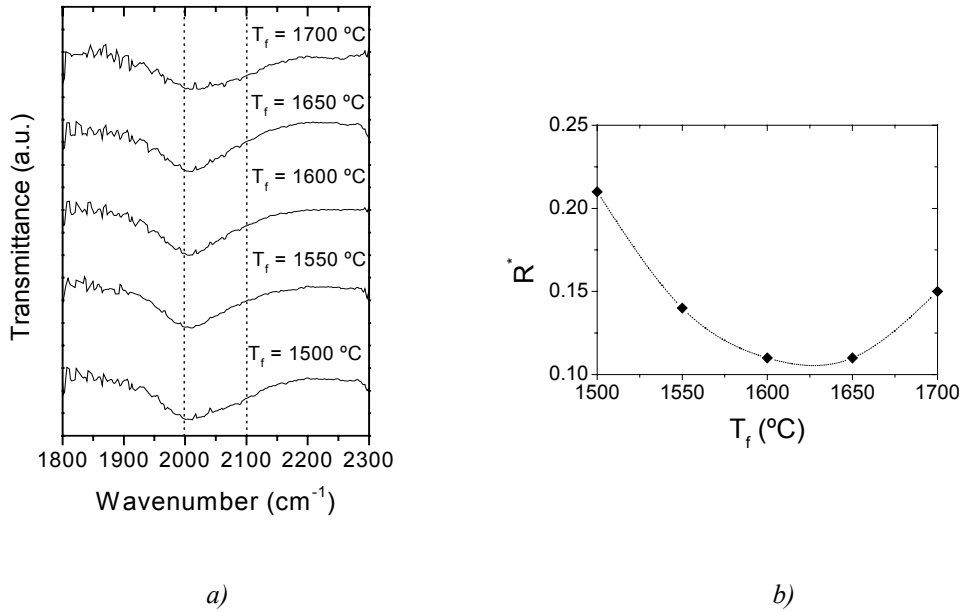 Transmittance (a.u.)
T_f = 1700 ºC
T_f = 1650 ºC
T_f = 1600 ºC
T_f = 1550 ºC
T_f = 1500 ºC
1800 1900 2000 2100 2200 2300
Wavenumber (cm⁻¹)
a)
R*
0.25
0.20
0.15
0.10
1500 1550 1600 1650 1700
T_f (ºC)
b)